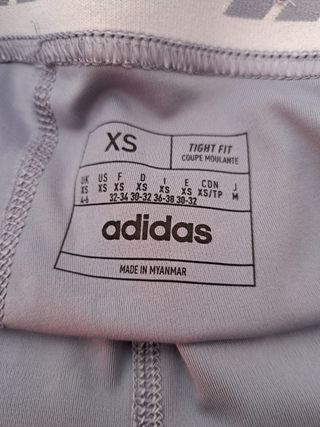 XS
TIGHT FIT
COUPE MOULANTE
UK US F D I E CDN J
XS XS XS XS XS XS XS/TP M
4-6 32-34 30-32 36-38 30-32
adidas
MADE IN MYANMAR